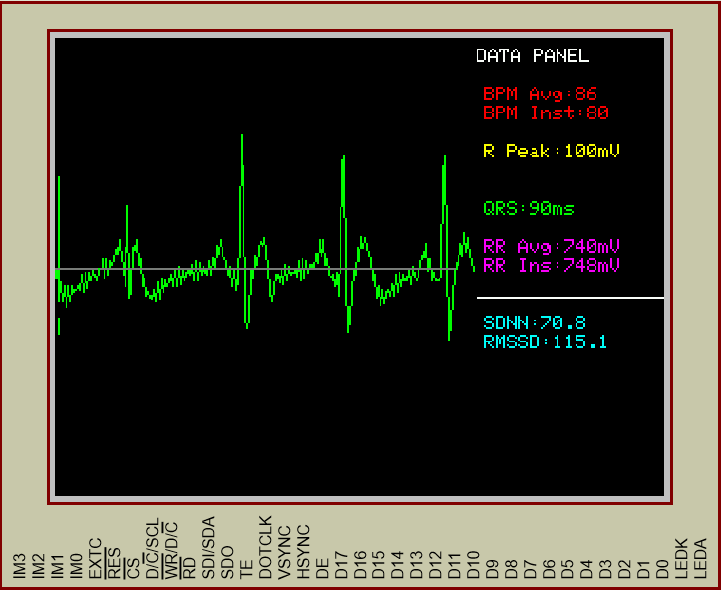 DATA PANEL
BPM Avg:86
BPM Inst:80
R Peak:100mV
QRS:90ms
RR Avg:740mV
RR Ins:748mV
SDNN:70.8
RMSSD:115.1
IM3
IM2
IM1
IM0
EXTC
RES
CS
D/C/SCL
WR/D/C
RD
SDI/SDA
SDO
TE
DOTCLK
VSYNC
HSYNC
DE
D17
D16
D15
D14
D13
D12
D11
D10
D9
D8
D7
D6
D5
D4
D3
D2
D1
D0
LEDK
LEDA